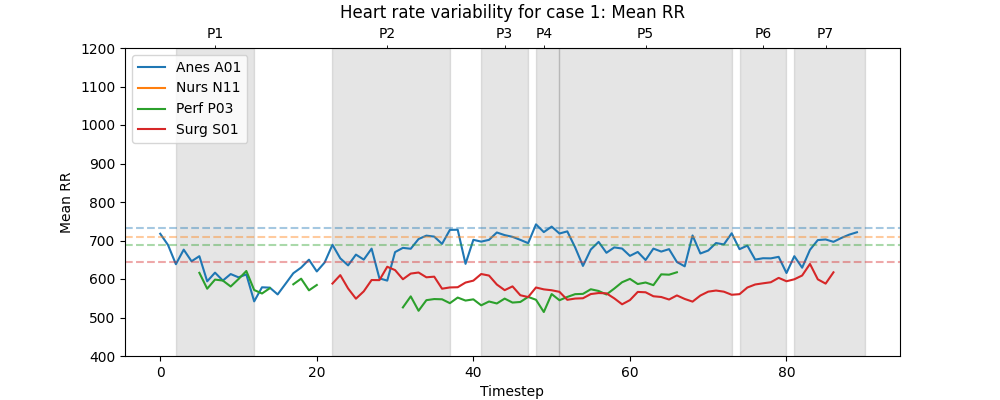 Heart rate variability for case 1: Mean RR
P1 P2 P3 P4 P5 P6 P7
1200
1100
1000
900
800
700
600
500
400
Mean RR
Anes A01
Nurs N11
Perf P03
Surg S01
0 20 40 60 80
Timestep